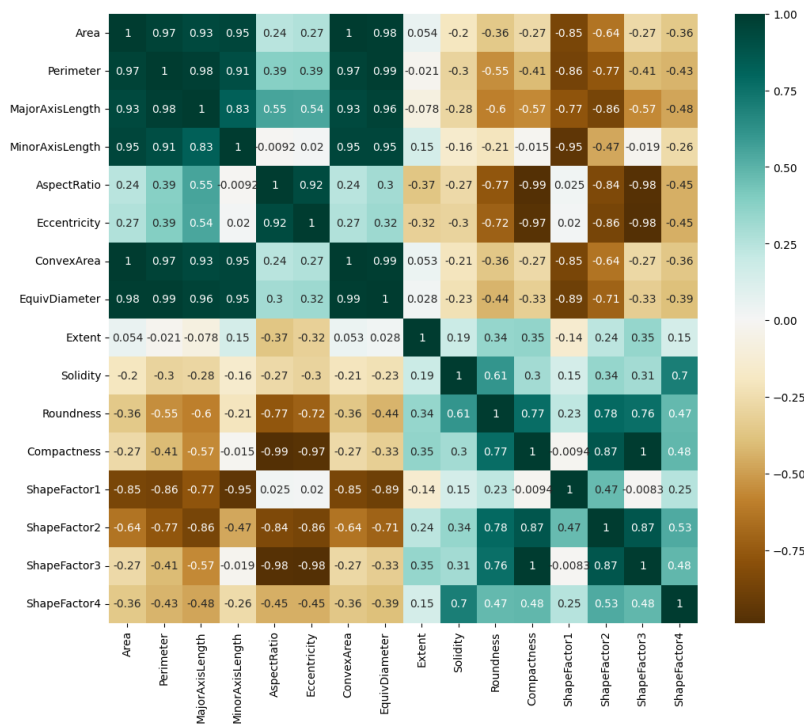 Area 1 0.97 0.93 0.95 0.24 0.27 1 0.98 0.054 -0.2 -0.36 -0.27 -0.85 -0.64 -0.27 -0.36
Perimeter 0.97 1 0.98 0.91 0.39 0.39 0.97 0.99 -0.021 -0.3 -0.55 -0.41 -0.86 -0.77 -0.41 -0.43
MajorAxisLength 0.93 0.98 1 0.83 0.55 0.54 0.93 0.96 -0.078 -0.28 -0.6 -0.57 -0.77 -0.86 -0.57 -0.48
MinorAxisLength 0.95 0.91 0.83 1 -0.0092 0.02 0.95 0.95 0.15 -0.16 -0.21 -0.015 -0.95 -0.47 -0.019 -0.26
AspectRatio 0.24 0.39 0.55 -0.0092 1 0.92 0.24 0.3 -0.37 -0.27 -0.77 -0.99 0.025 -0.84 -0.98 -0.45
Eccentricity 0.27 0.39 0.54 0.02 0.92 1 0.27 0.32 -0.32 -0.3 -0.72 -0.97 0.02 -0.86 -0.98 -0.45
ConvexArea 1 0.97 0.93 0.95 0.24 0.27 1 0.99 0.053 -0.21 -0.36 -0.27 -0.85 -0.64 -0.27 -0.36
EquivDiameter 0.98 0.99 0.96 0.95 0.3 0.32 0.99 1 0.028 -0.23 -0.44 -0.33 -0.89 -0.71 -0.33 -0.39
Extent 0.054 -0.021 -0.078 0.15 -0.37 -0.32 0.053 0.028 1 0.19 0.34 0.35 -0.14 0.24 0.35 0.15
Solidity -0.2 -0.3 -0.28 -0.16 -0.27 -0.3 -0.21 -0.23 0.19 1 0.61 0.3 0.15 0.34 0.31 0.7
Roundness -0.36 -0.55 -0.6 -0.21 -0.77 -0.72 -0.36 -0.44 0.34 0.61 1 0.77 0.23 0.78 0.76 0.47
Compactness -0.27 -0.41 -0.57 -0.015 -0.99 -0.97 -0.27 -0.33 0.35 0.3 0.77 1 -0.0094 0.87 1 0.48
ShapeFactor1 -0.85 -0.86 -0.77 -0.95 0.025 0.02 -0.85 -0.89 -0.14 0.15 0.23 -0.0094 1 0.47 -0.0083 0.25
ShapeFactor2 -0.64 -0.77 -0.86 -0.47 -0.84 -0.86 -0.64 -0.71 0.24 0.34 0.78 0.87 0.47 1 0.87 0.53
ShapeFactor3 -0.27 -0.41 -0.57 -0.019 -0.98 -0.98 -0.27 -0.33 0.35 0.31 0.76 1 -0.0083 0.87 1 0.48
ShapeFactor4 -0.36 -0.43 -0.48 -0.26 -0.45 -0.45 -0.36 -0.39 0.15 0.7 0.47 0.48 0.25 0.53 0.48 1
Area Perimeter MajorAxisLength MinorAxisLength AspectRatio Eccentricity ConvexArea EquivDiameter Extent Solidity Roundness Compactness ShapeFactor1 ShapeFactor2 ShapeFactor3 ShapeFactor4
1.00
0.75
0.50
0.25
0.00
-0.25
-0.50
-0.75